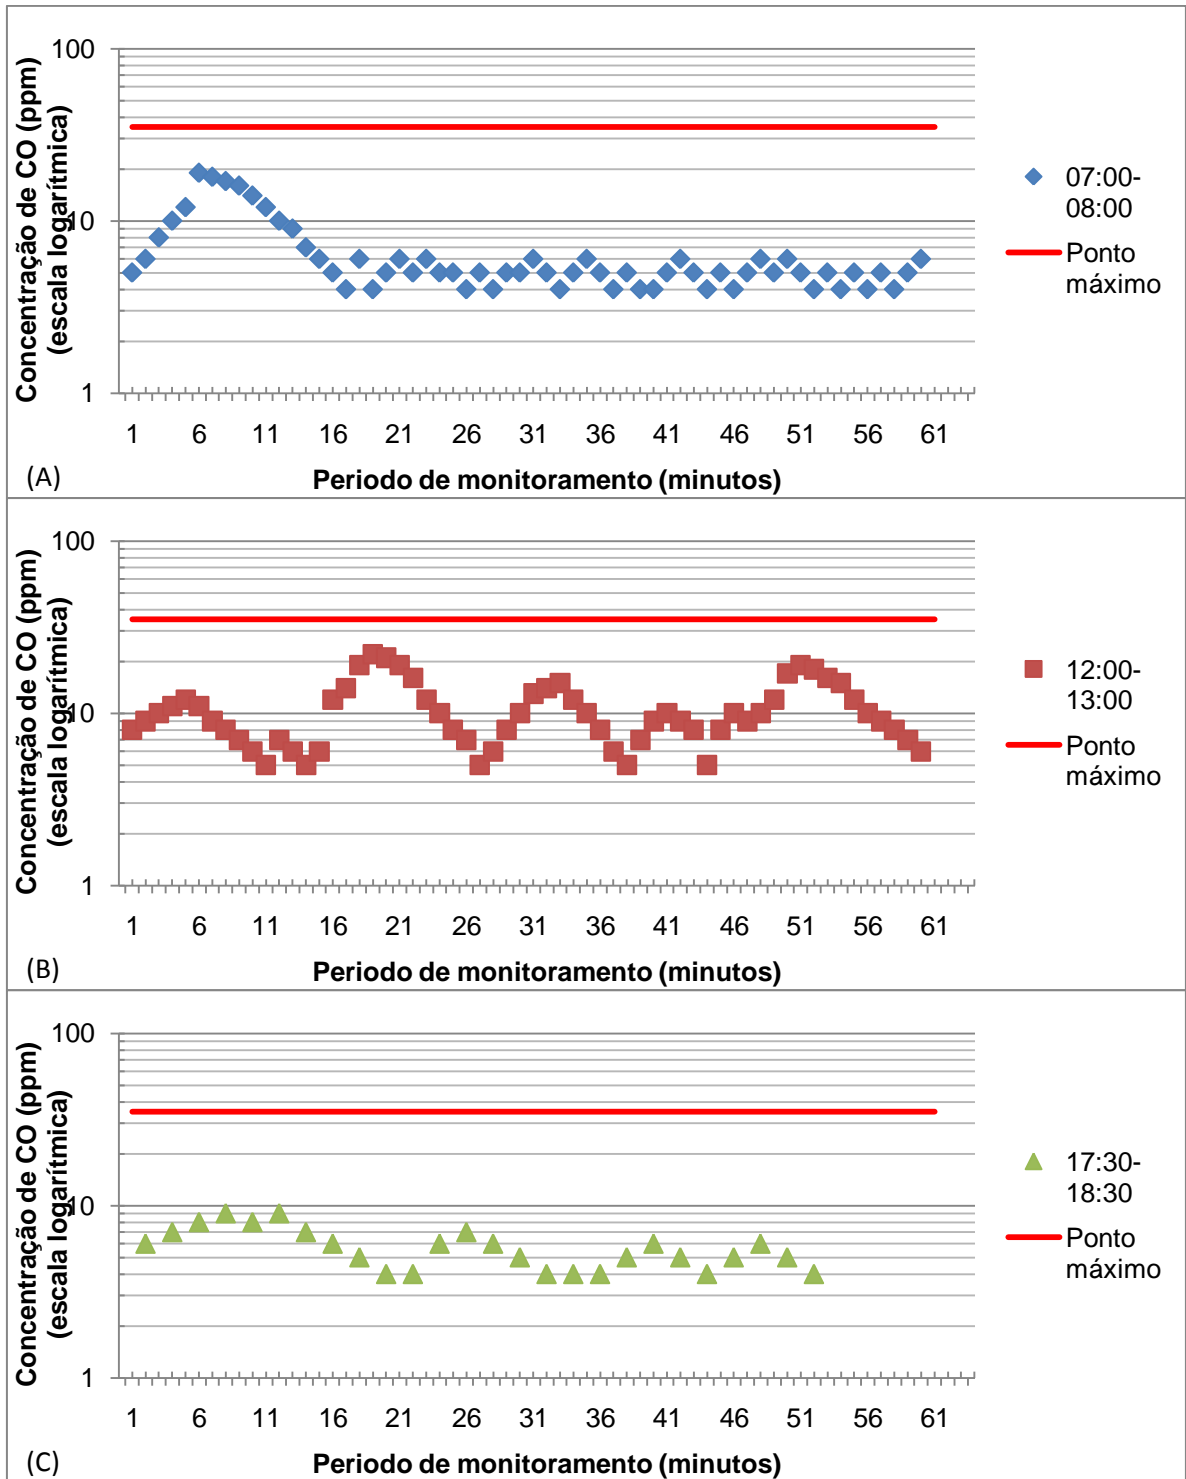 Concentração de CO (ppm)
(escala logarítmica)
100
10
1
1 6 11 16 21 26 31 36 41 46 51 56 61
Periodo de monitoramento (minutos)
(A)
07:00-
08:00
Ponto
máximo
Concentração de CO (ppm)
(escala logarítmica)
100
10
1
1 6 11 16 21 26 31 36 41 46 51 56 61
Periodo de monitoramento (minutos)
(B)
12:00-
13:00
Ponto
máximo
Concentração de CO (ppm)
(escala logarítmica)
100
10
1
1 6 11 16 21 26 31 36 41 46 51 56 61
Periodo de monitoramento (minutos)
(C)
17:30-
18:30
Ponto
máximo